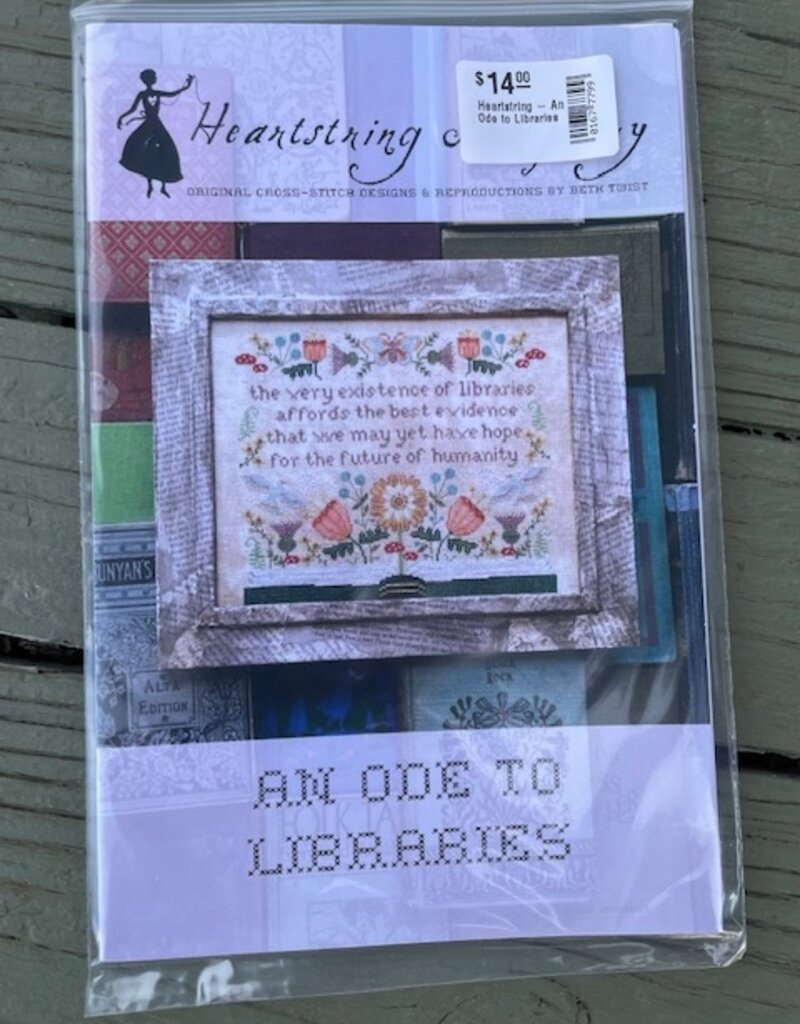 $14.00
Heartstring – An
Ode to Libraries
Heartstring
ORIGINAL CROSS-STITCH DESIGNS & REPRODUCTIONS BY BETH TWIST
the very existence of libraries
affords the best evidence
that we may yet have hope
for the future of humanity
UNYAN'S
ALTA
EDITION
LOCK
AN ODE TO
LIBRARIES